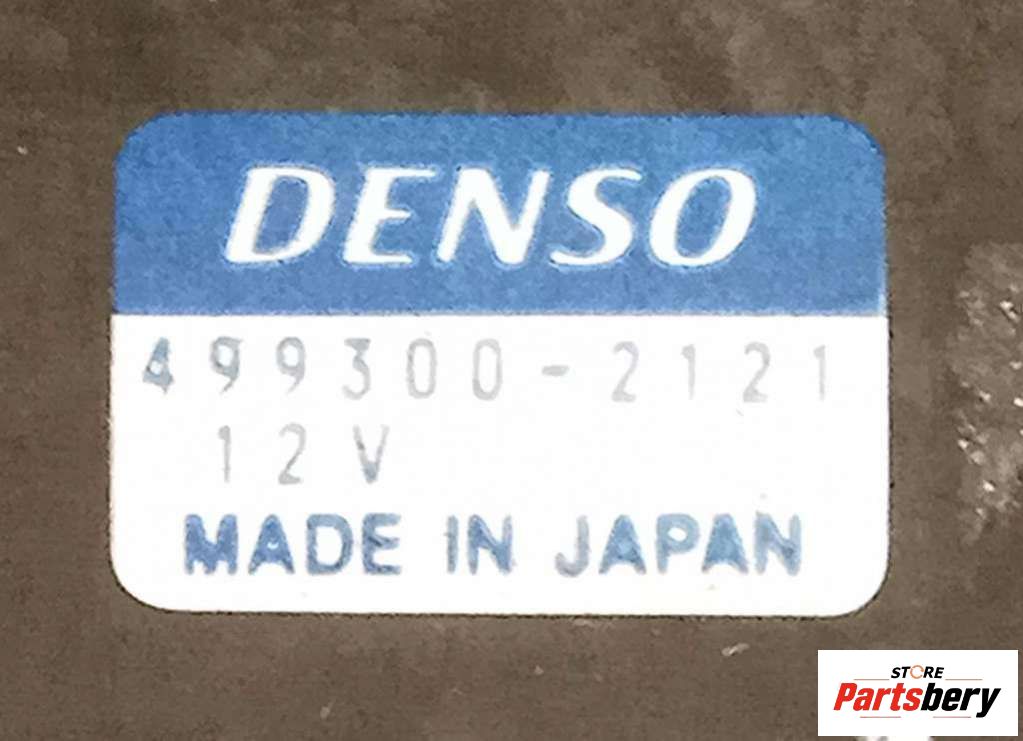 DENSO
499300-2121
12V
MADE IN JAPAN
STORE
Partsbery